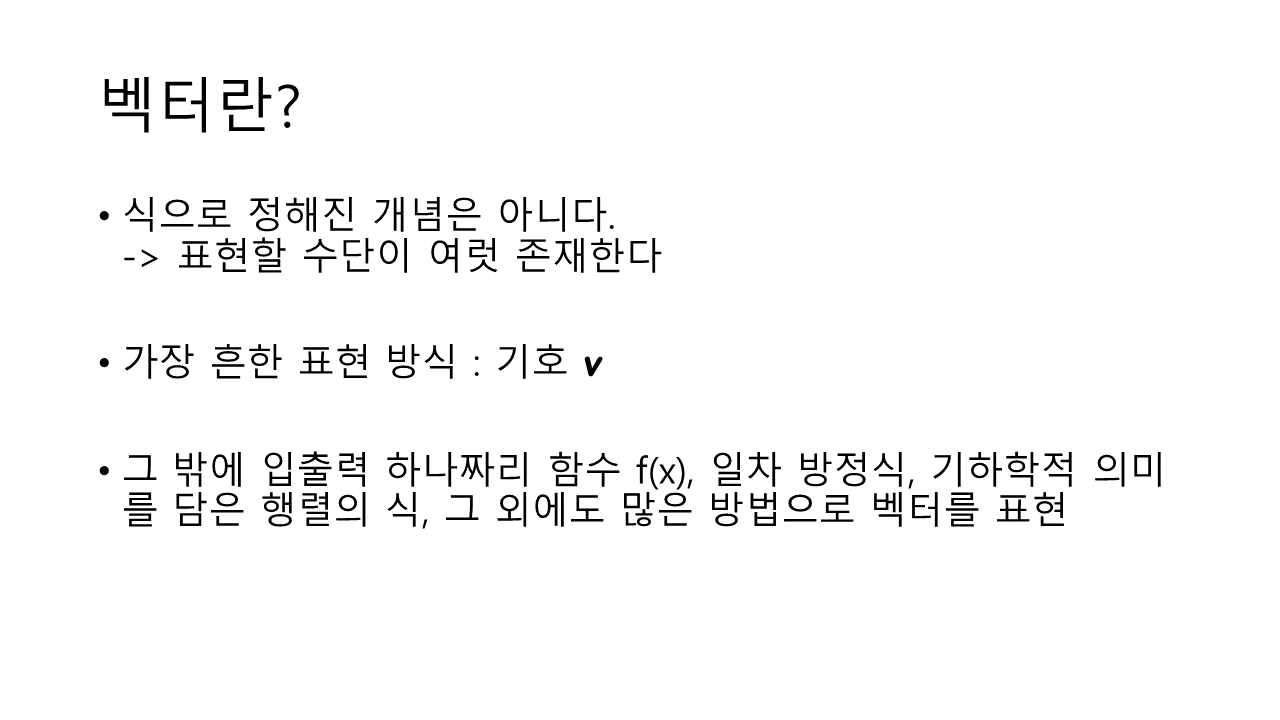 벡터란?
• 식으로 정해진 개념은 아니다.
-> 표현할 수단이 여럿 존재한다
• 가장 흔한 표현 방식 : 기호 v
• 그 밖에 입출력 하나짜리 함수 f(x), 일차 방정식, 기하학적 의미
를 담은 행렬의 식, 그 외에도 많은 방법으로 벡터를 표현